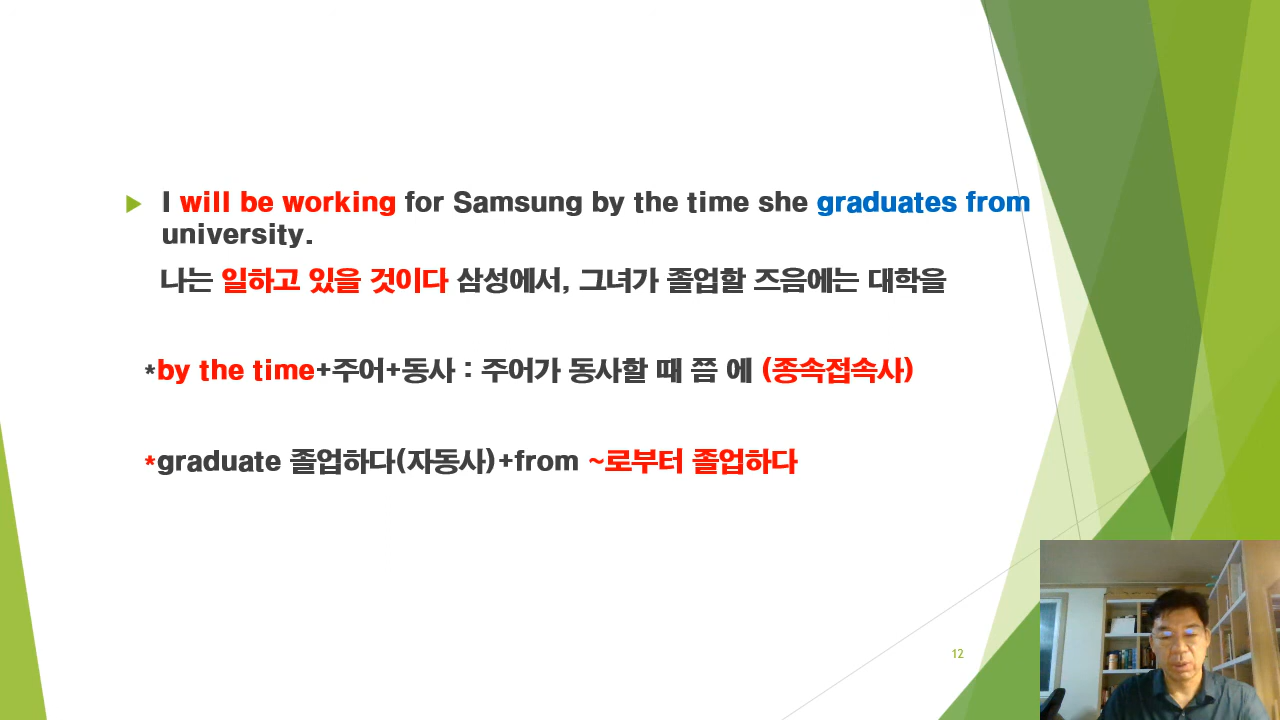 I will be working for Samsung by the time she graduates from
university.
나는 일하고 있을 것이다 삼성에서, 그녀가 졸업할 즈음에는 대학을
*by the time+주어+동사 : 주어가 동사할 때 쯤 에 (종속접속사)
*graduate 졸업하다(자동사)+from ~로부터 졸업하다
12